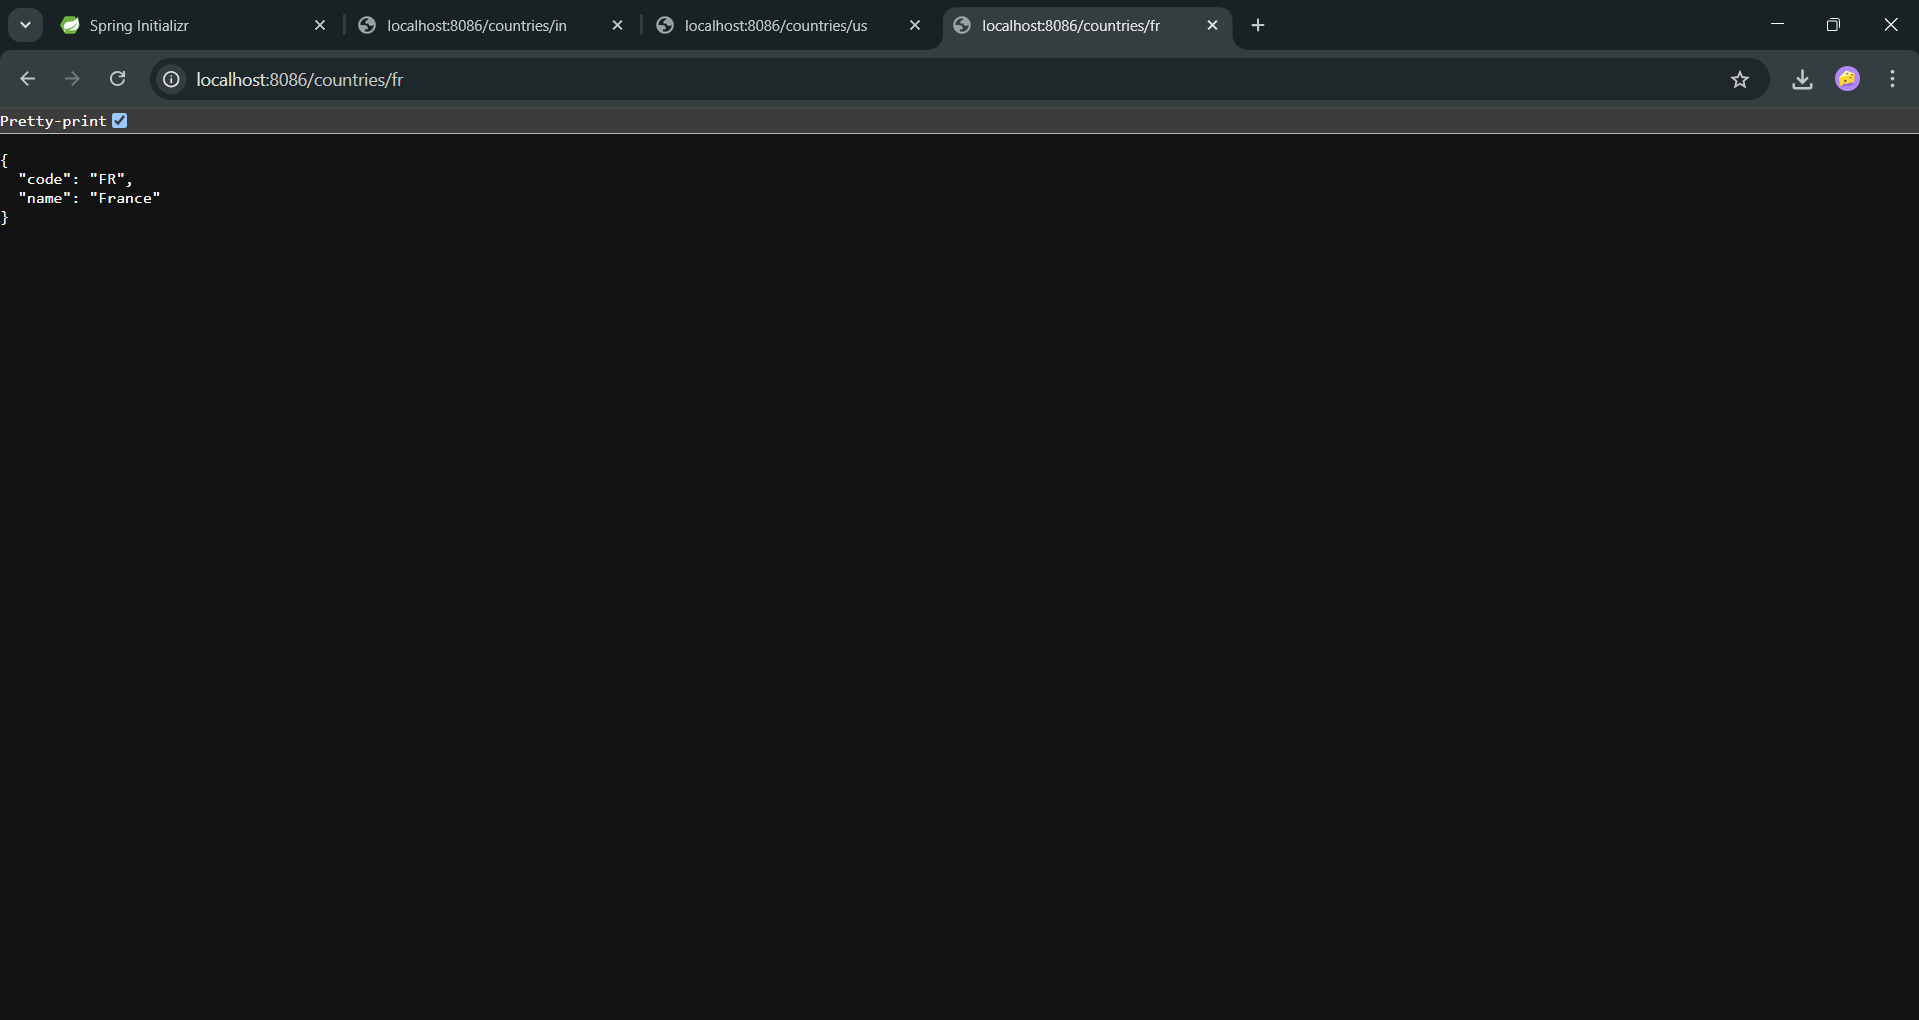 Spring Initializr
localhost:8086/countries/in
localhost:8086/countries/us
localhost:8086/countries/fr
localhost:8086/countries/fr
Pretty-print
{
  "code": "FR",
  "name": "France"
}